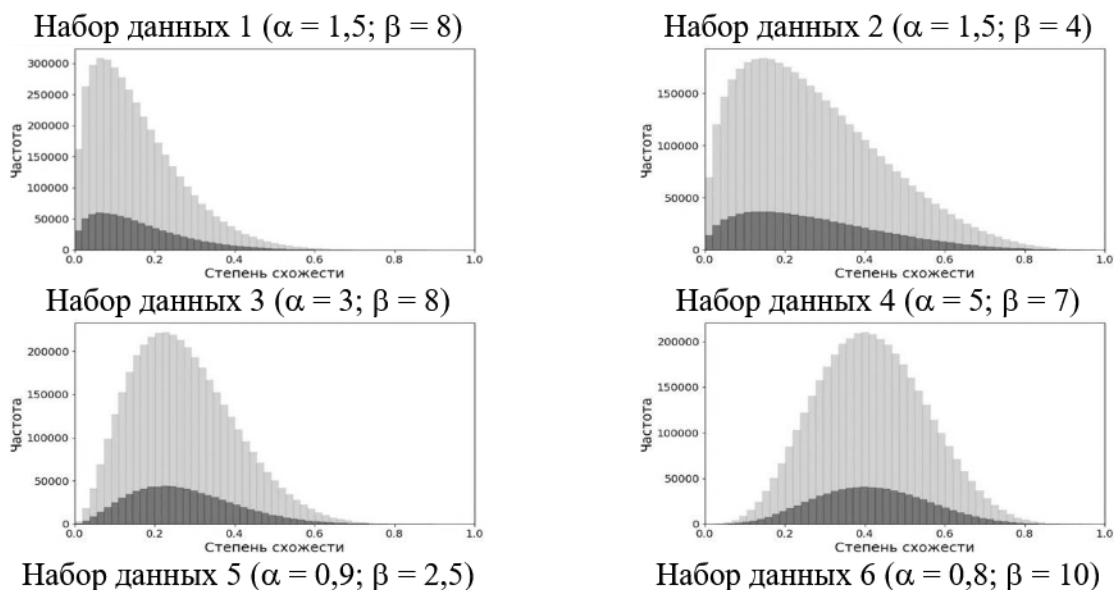 Набор данных 1 (α = 1,5; β = 8)
Набор данных 2 (α = 1,5; β = 4)
300000
250000
200000
150000
100000
50000
0
Частота
0.0 0.2 0.4 0.6 0.8 1.0
Степень схожести
150000
100000
50000
0
Частота
0.0 0.2 0.4 0.6 0.8 1.0
Степень схожести
Набор данных 3 (α = 3; β = 8)
Набор данных 4 (α = 5; β = 7)
200000
150000
100000
50000
0
Частота
0.0 0.2 0.4 0.6 0.8 1.0
Степень схожести
200000
150000
100000
50000
0
Частота
0.0 0.2 0.4 0.6 0.8 1.0
Степень схожести
Набор данных 5 (α = 0,9; β = 2,5)
Набор данных 6 (α = 0,8; β = 10)